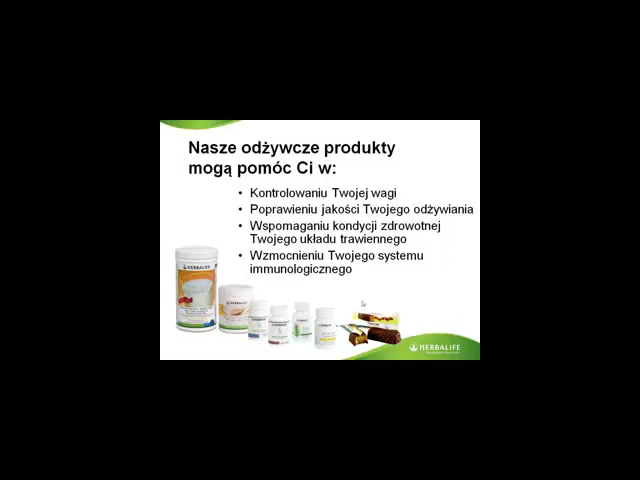 Nasze odżywcze produkty
mogą pomóc Ci w:
• Kontrolowaniu Twojej wagi
• Poprawieniu jakości Twojego odżywiania
• Wspomaganiu kondycji zdrowotnej
Twojego układu trawiennego
• Wzmocnieniu Twojego systemu
immunologicznego
HERBALIFE
HERBALIFE